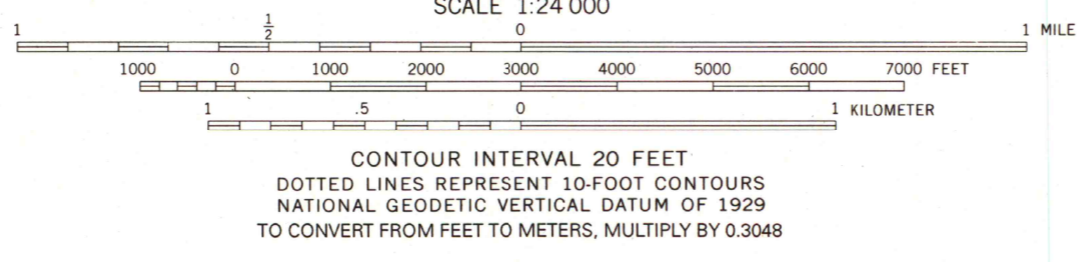 SCALE 1:24 000
1 1/2 0 1 MILE
1000 0 1000 2000 3000 4000 5000 6000 7000 FEET
1 .5 0 1 KILOMETER
CONTOUR INTERVAL 20 FEET
DOTTED LINES REPRESENT 10-FOOT CONTOURS
NATIONAL GEODETIC VERTICAL DATUM OF 1929
TO CONVERT FROM FEET TO METERS, MULTIPLY BY 0.3048